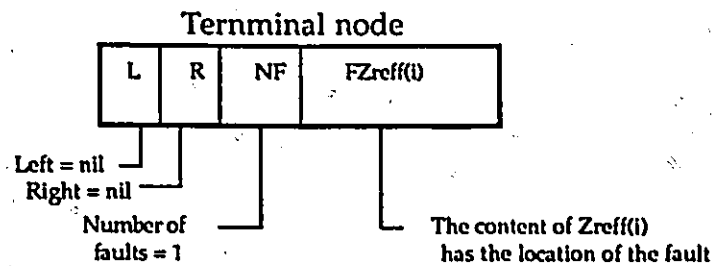 Ternminal node
L R NF FZreff(i)
Left = nil
Right = nil
Number of
faults = 1
The content of Zreff(i)
has the location of the fault